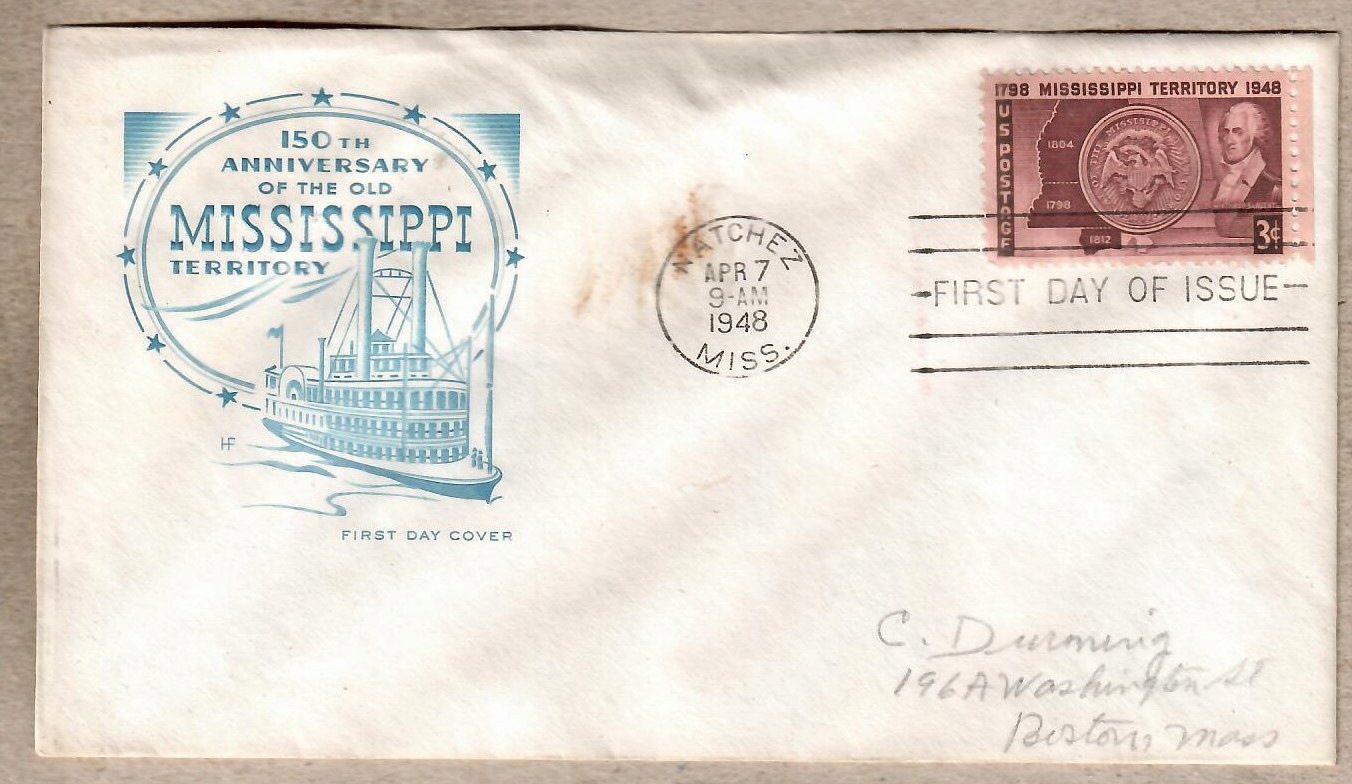 150TH
ANNIVERSARY
OF THE OLD
MISSISSIPPI
TERRITORY
HF
FIRST DAY COVER
NATCHEZ
APR 7
9-AM
1948
MISS.
1798 MISSISSIPPI TERRITORY 1948
US POSTAGE
1804
1798
1812
3¢
FIRST DAY OF ISSUE
C.
196A Washington St
Boston, Mass